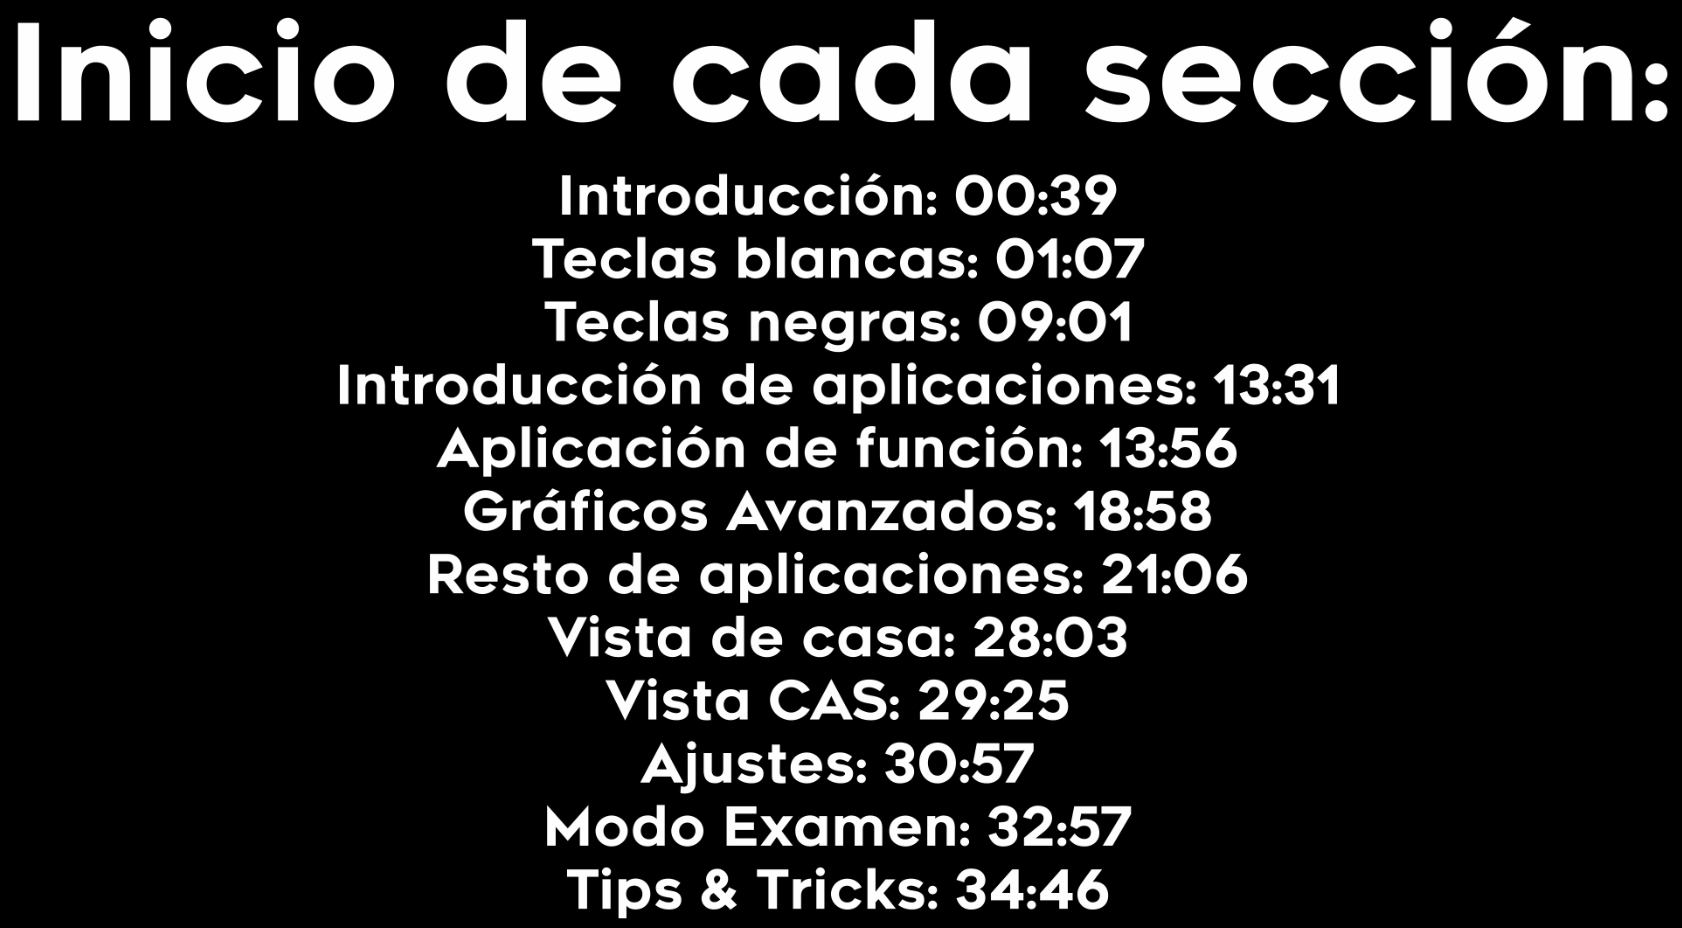 Inicio de cada sección:
Introducción: 00:39
Teclas blancas: 01:07
Teclas negras: 09:01
Introducción de aplicaciones: 13:31
Aplicación de función: 13:56
Gráficos Avanzados: 18:58
Resto de aplicaciones: 21:06
Vista de casa: 28:03
Vista CAS: 29:25
Ajustes: 30:57
Modo Examen: 32:57
Tips & Tricks: 34:46